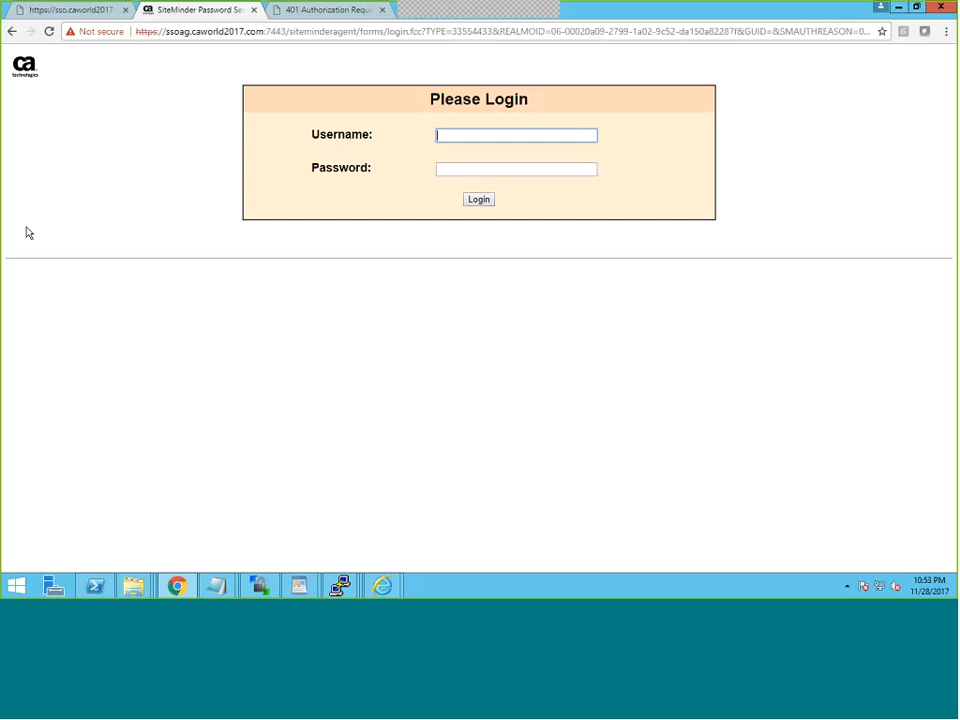 https://sso.caworld2017
SiteMinder Password Se
401 Authorization Requi
Not secure
https://ssoag.caworld2017.com:7443/siteminderagent/forms/login.fcc?TYPE=33554433&REALMOID=06-00020a09-2799-1a02-9c52-da150a82287f&GUID=&SMAUTHREASON=0...
ca
technologies
Please Login
Username:
Password:
Login
10:53 PM
11/28/2017